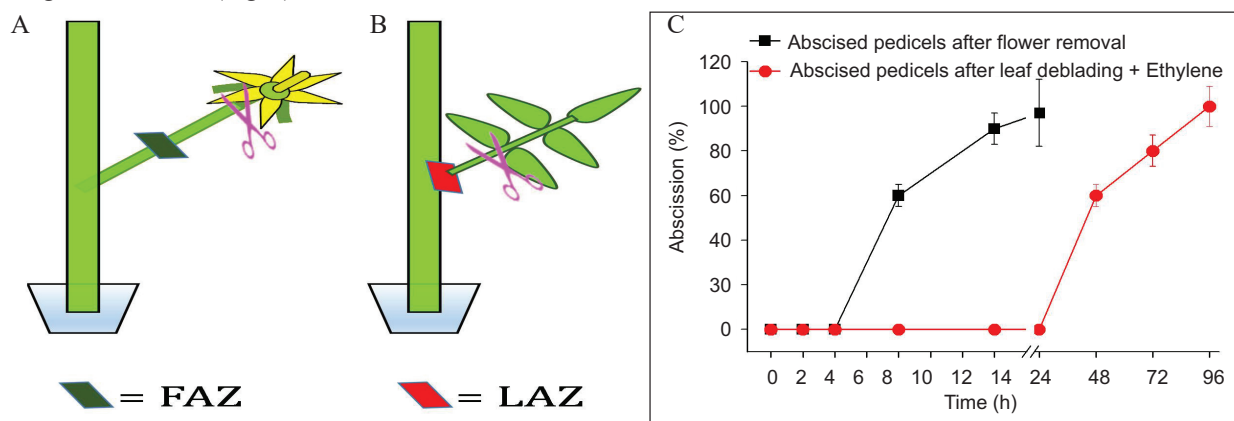 A
B
C
Abscised pedicels after flower removal
Abscised pedicels after leaf deblading + Ethylene
120
100
80
60
40
20
0
Abscission (%)
0 2 4 6 8 10 12 14 24 48 72 96
Time (h)
= FAZ
= LAZ